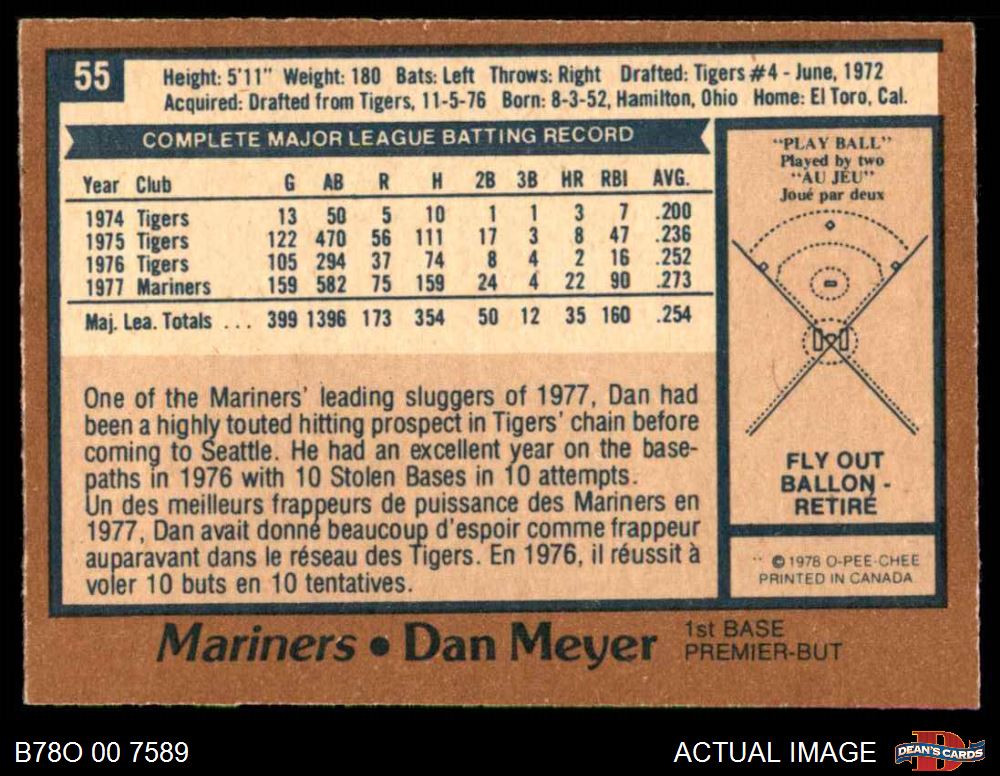 55
Height: 5'11" Weight: 180 Bats: Left Throws: Right Drafted: Tigers #4 - June, 1972
Acquired: Drafted from Tigers, 11-5-76 Born: 8-3-52, Hamilton, Ohio Home: El Toro, Cal.
COMPLETE MAJOR LEAGUE BATTING RECORD
Year Club G AB R H 2B 3B HR RBI AVG.
1974 Tigers 13 50 5 10 1 1 3 7 .200
1975 Tigers 122 470 56 111 17 3 8 47 .236
1976 Tigers 105 294 37 74 8 4 2 16 .252
1977 Mariners 159 582 75 159 24 4 22 90 .273
Maj. Lea. Totals ... 399 1396 173 354 50 12 35 160 .254
One of the Mariners' leading sluggers of 1977, Dan had
been a highly touted hitting prospect in Tigers' chain before
coming to Seattle. He had an excellent year on the base-
paths in 1976 with 10 Stolen Bases in 10 attempts.
Un des meilleurs frappeurs de puissance des Mariners en
1977, Dan avait donné beaucoup d'espoir comme frappeur
auparavant dans le réseau des Tigers. En 1976, il réussit à
voler 10 buts en 10 tentatives.
"PLAY BALL"
Played by two
"AU JEU"
Joué par deux
FLY OUT
BALLON -
RETIRÉ
© 1978 O-PEE-CHEE
PRINTED IN CANADA
Mariners • Dan Meyer
1st BASE
PREMIER-BUT
B78O 00 7589
ACTUAL IMAGE
DEAN'S CARDS